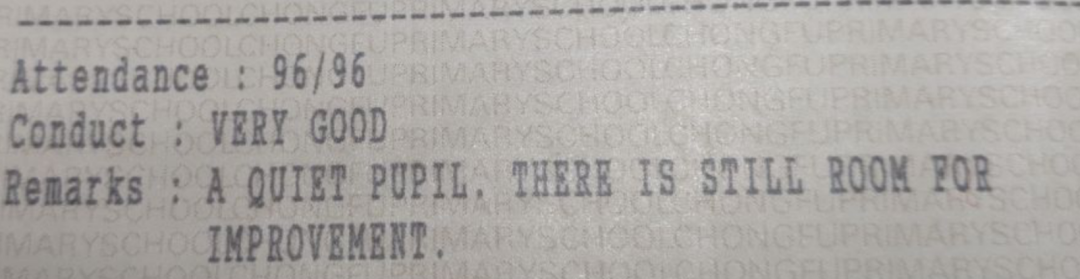 Attendance : 96/96
Conduct : VERY GOOD
Remarks : A QUIET PUPIL. THERE IS STILL ROOM FOR
IMPROVEMENT.